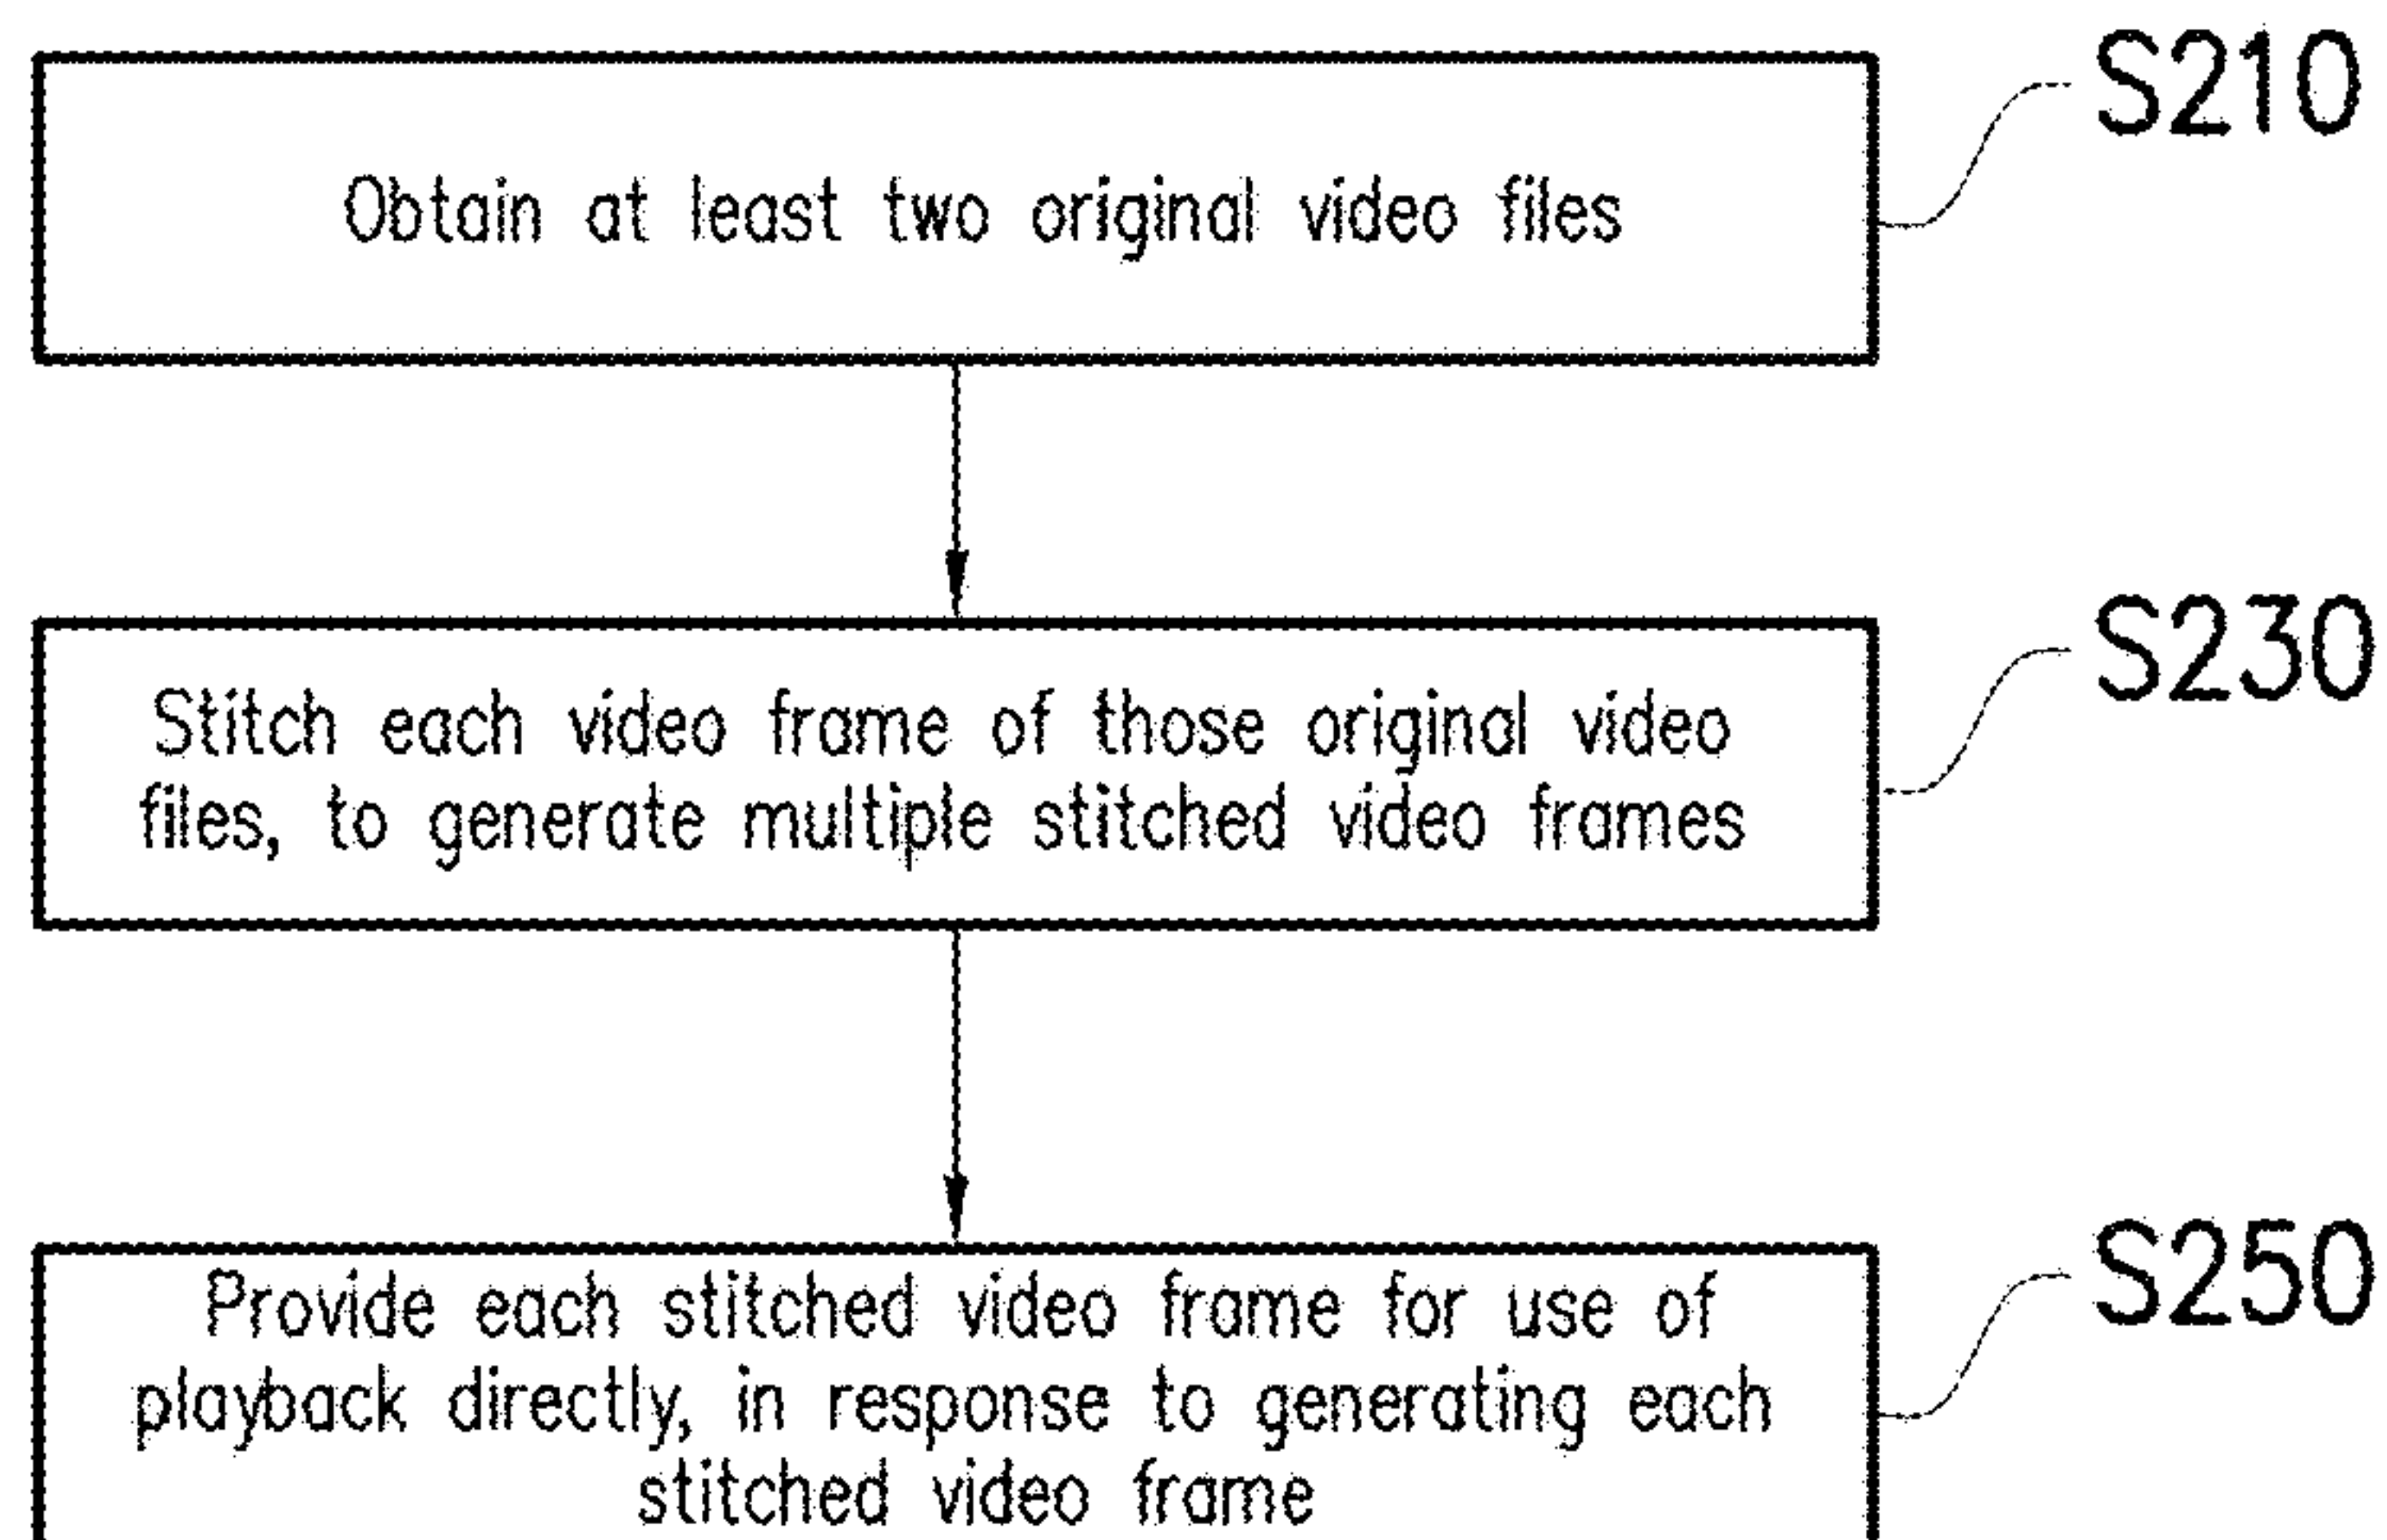 S210
Obtain at least two original video files
S230
Stitch each video frame of those original video
files, to generate multiple stitched video frames
S250
Provide each stitched video frame for use of
playback directly, in response to generating each
stitched video frame